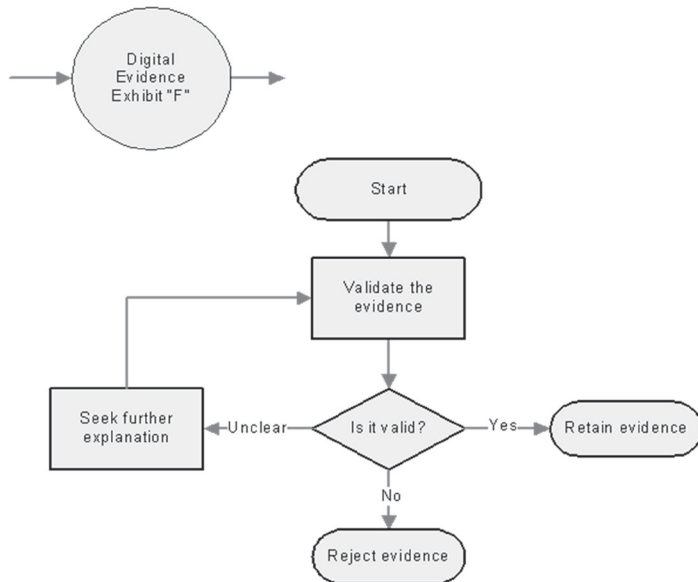 Digital
Evidence
Exhibit "F"
Start
Validate the
evidence
Seek further
explanation
Unclear
Is it valid?
Yes
Retain evidence
No
Reject evidence